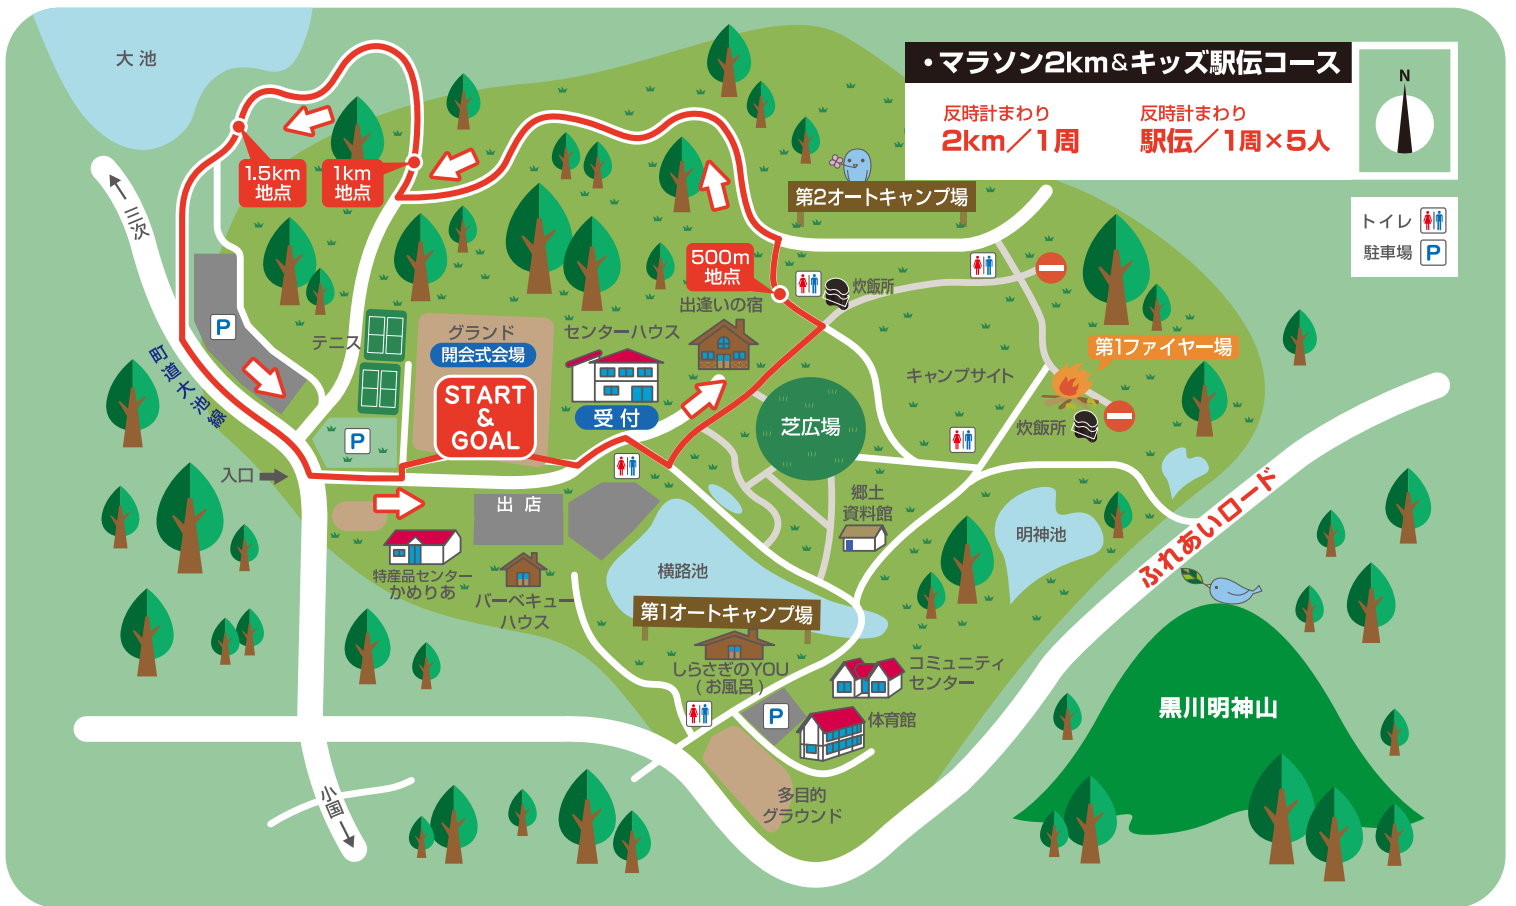 大池
・マラソン2km&キッズ駅伝コース
反時計まわり
2km／1周
反時計まわり
駅伝／1周×5人
N
トイレ
駐車場 P
1.5km
地点
1km
地点
三次
第2オートキャンプ場
500m
地点
炊飯所
出逢いの宿
P
テニス
グランド
開会式会場
センターハウス
第1ファイヤー場
町道大池線
START
&
GOAL
受付
キャンプサイト
炊飯所
芝広場
P
入口
出店
郷土
資料館
明神池
ふれあいロード
特産品センター
かめりあ
バーベキュー
ハウス
横路池
第1オートキャンプ場
しらさぎのYOU
(お風呂)
コミュニティ
センター
P
体育館
黒川明神山
多目的
グラウンド
小国